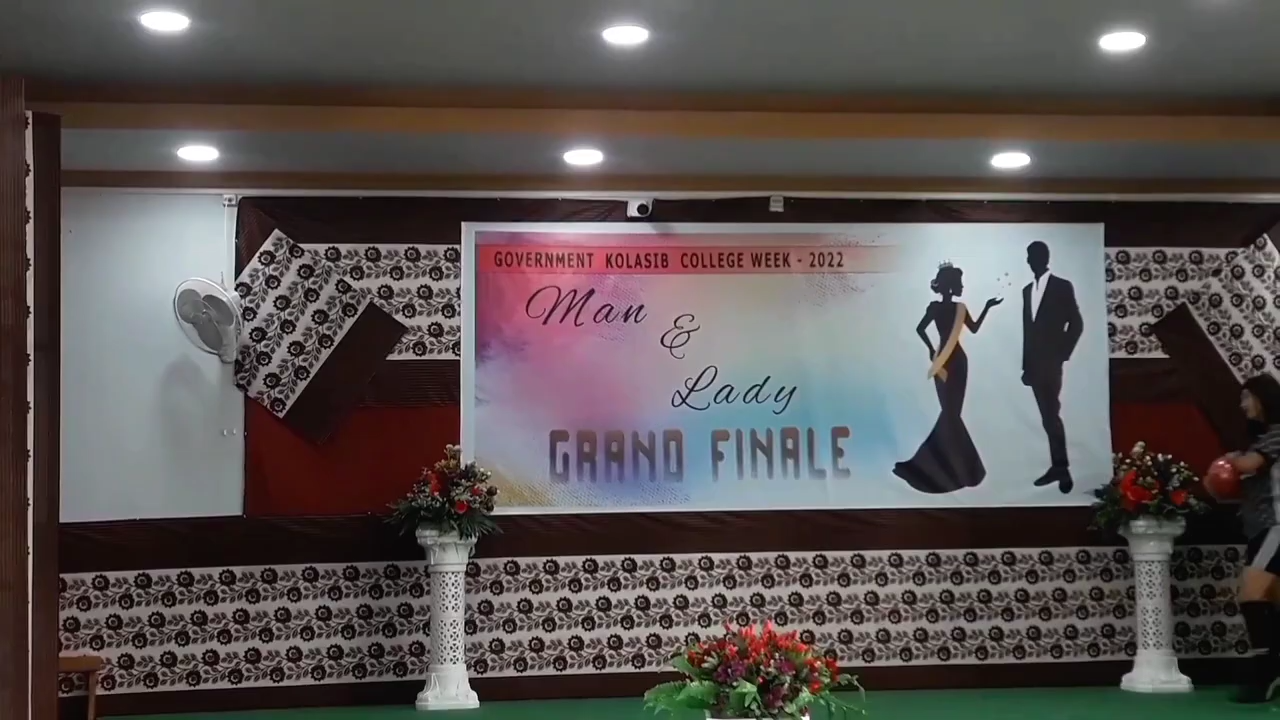 GOVERNMENT KOLASIB COLLEGE WEEK - 2022
Man
&
Lady
GRAND FINALE